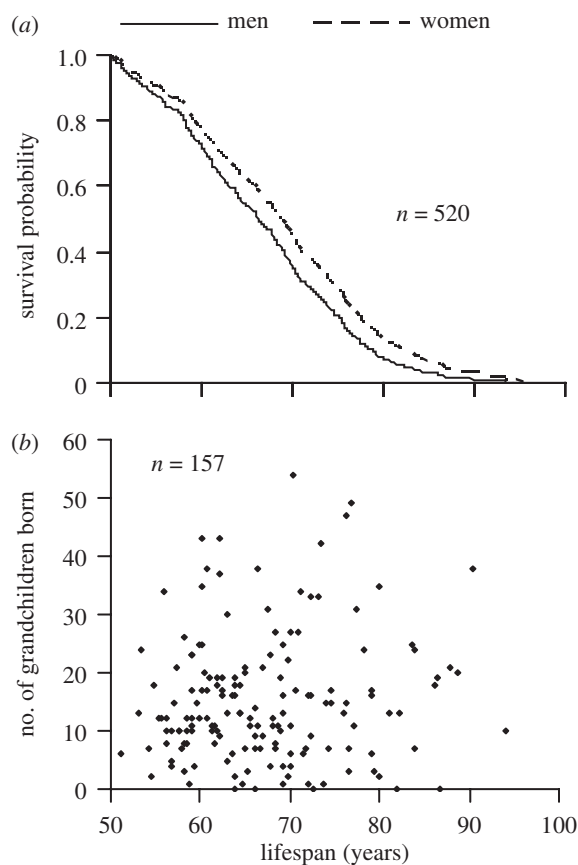 (a) men women
1.0
0.8
0.6
0.4
0.2
0
survival probability
n = 520
(b)
60
50
40
30
20
10
0
no. of grandchildren born
n = 157
50 60 70 80 90 100
lifespan (years)